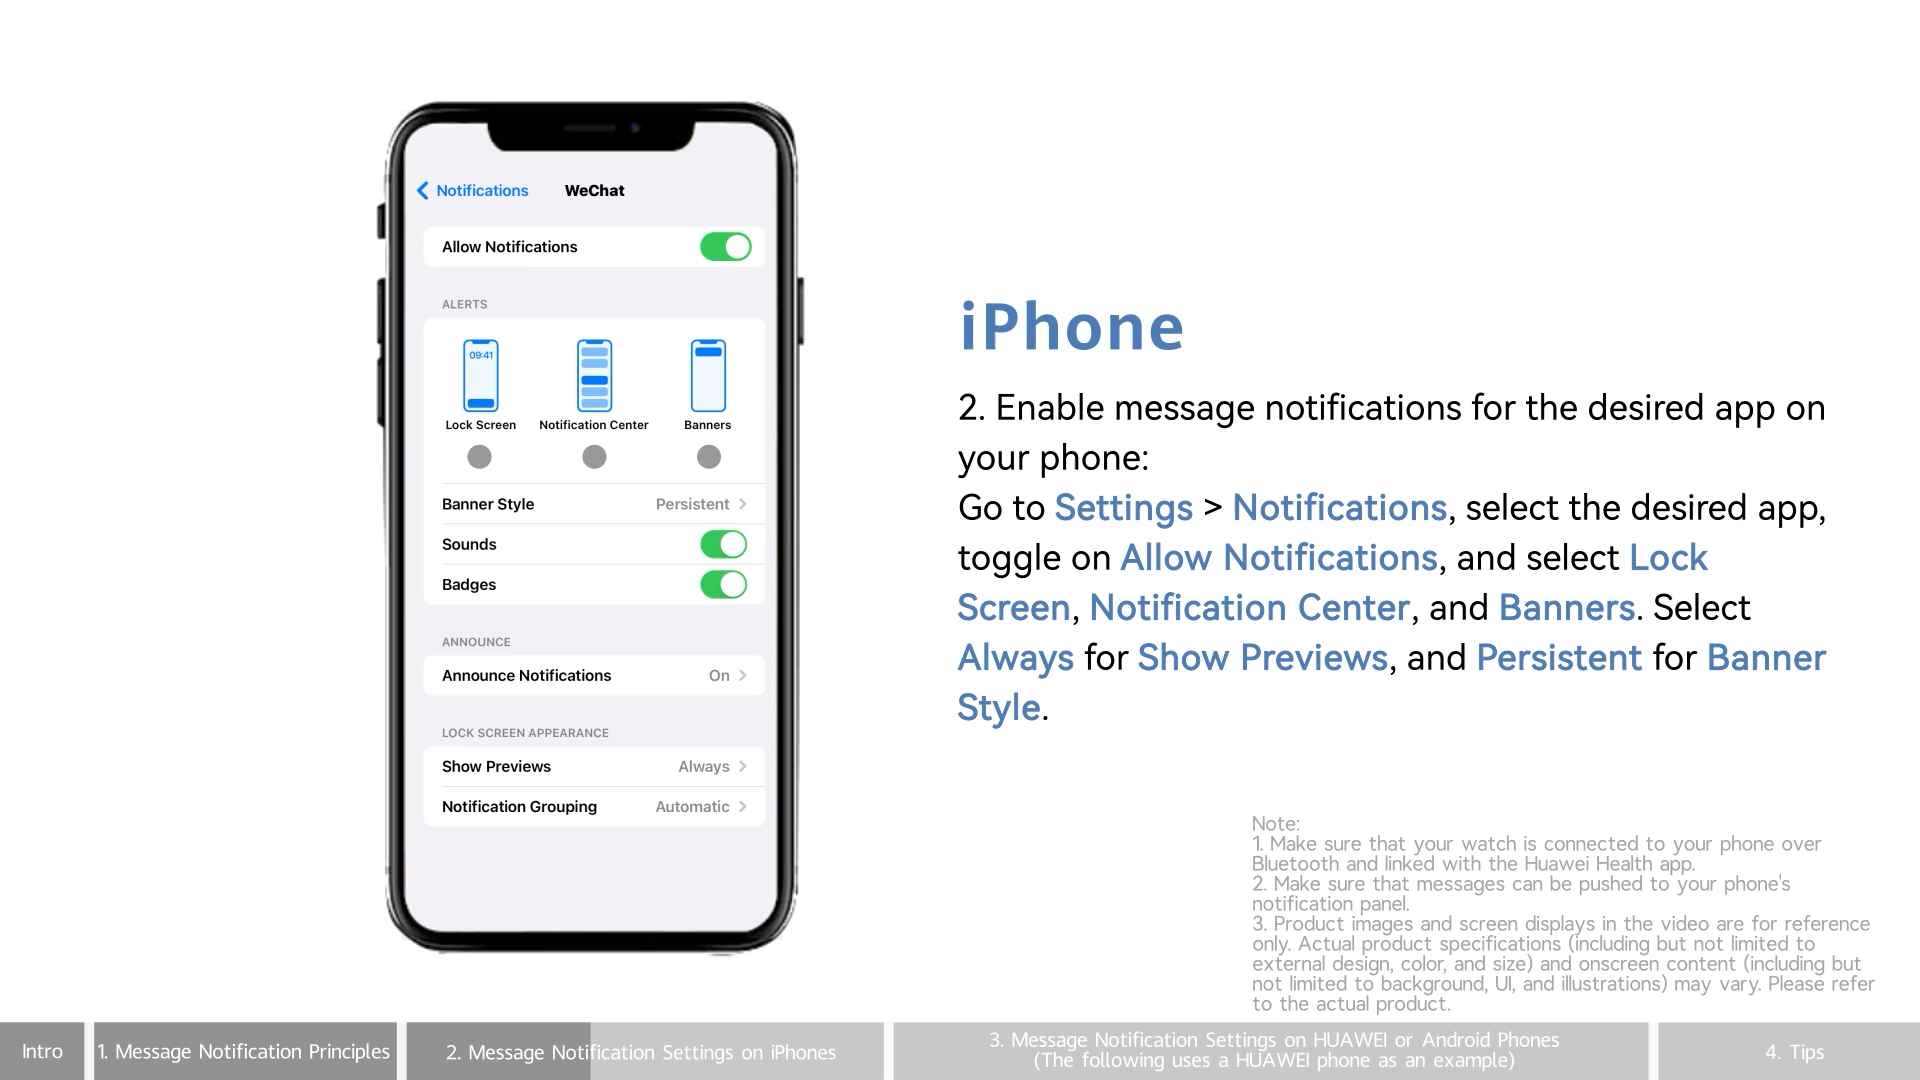 Notifications WeChat
Allow Notifications
ALERTS
09:41
Lock Screen Notification Center Banners
Banner Style Persistent
Sounds
Badges
ANNOUNCE
Announce Notifications On
LOCK SCREEN APPEARANCE
Show Previews Always
Notification Grouping Automatic
iPhone
2. Enable message notifications for the desired app on
your phone:
Go to Settings > Notifications, select the desired app,
toggle on Allow Notifications, and select Lock
Screen, Notification Center, and Banners. Select
Always for Show Previews, and Persistent for Banner
Style.
Note:
1. Make sure that your watch is connected to your phone over
Bluetooth and linked with the Huawei Health app.
2. Make sure that messages can be pushed to your phone's
notification panel.
3. Product images and screen displays in the video are for reference
only. Actual product specifications (including but not limited to
external design, color, and size) and onscreen content (including but
not limited to background, UI, and illustrations) may vary. Please refer
to the actual product.
Intro
1. Message Notification Principles
2. Message Notification Settings on iPhones
3. Message Notification Settings on HUAWEI or Android Phones
(The following uses a HUAWEI phone as an example)
4. Tips